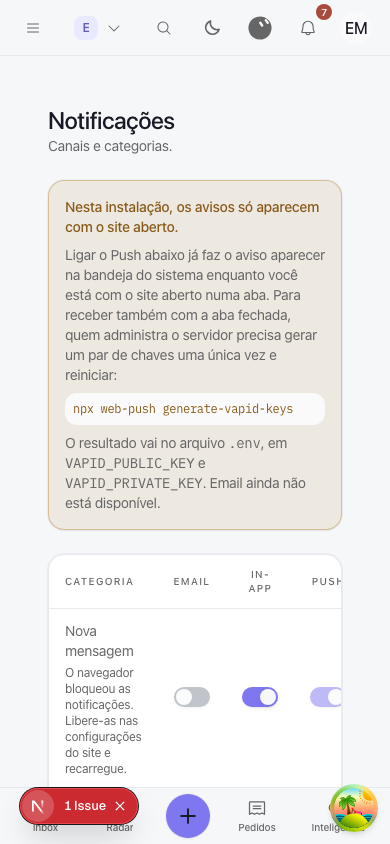 E
7
EM
Notificações
Canais e categorias.
Nesta instalação, os avisos só aparecem
com o site aberto.
Ligar o Push abaixo já faz o aviso aparecer
na bandeja do sistema enquanto você
está com o site aberto numa aba. Para
receber também com a aba fechada,
quem administra o servidor precisa gerar
um par de chaves uma única vez e
reiniciar:
npx web-push generate-vapid-keys
O resultado vai no arquivo .env, em
VAPID_PUBLIC_KEY e
VAPID_PRIVATE_KEY. Email ainda não
está disponível.
CATEGORIA EMAIL IN-
APP PUSH
Nova
mensagem
O navegador
bloqueou as
notificações.
Libere-as nas
configurações
do site e
recarregue.
N 1 Issue
Inbox Radar Pedidos